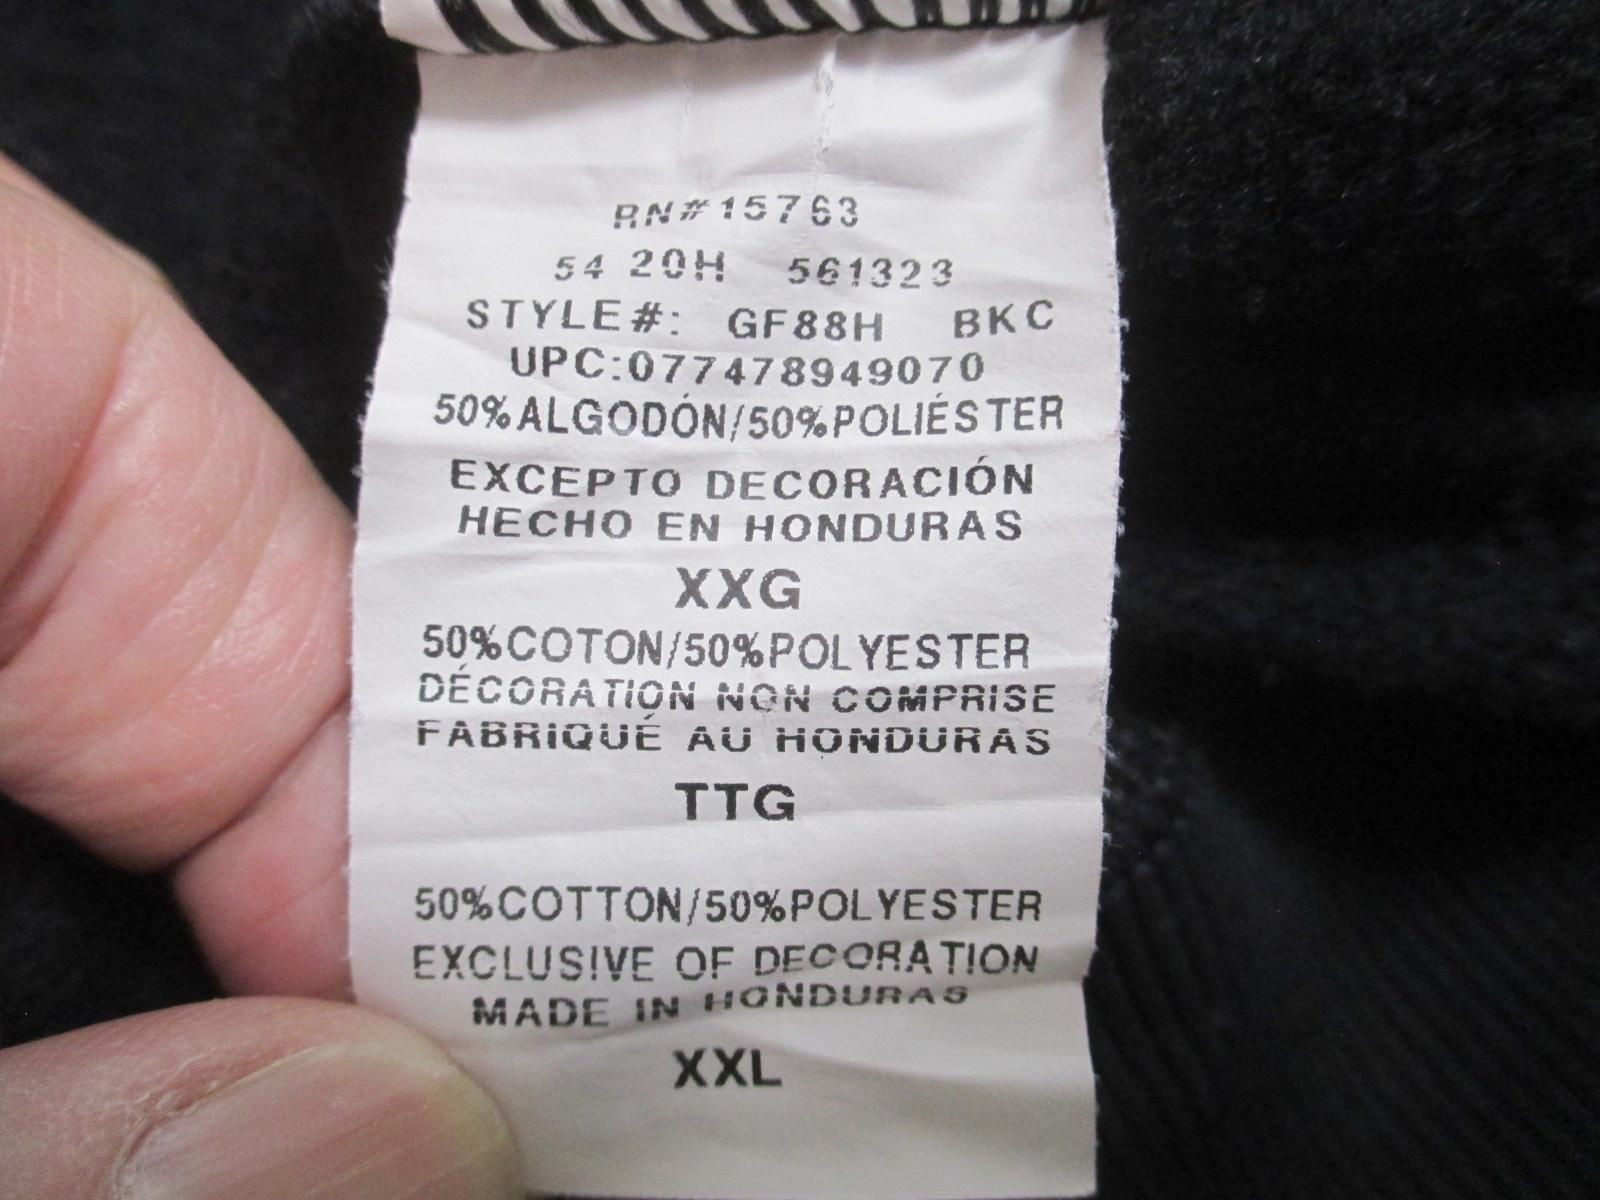 RN#15763
54 20H 561323
STYLE#: GF88H BKC
UPC:077478949070
50%ALGODÓN/50%POLIÉSTER
EXCEPTO DECORACIÓN
HECHO EN HONDURAS
XXG
50%COTON/50%POLYESTER
DÉCORATION NON COMPRISE
FABRIQUÉ AU HONDURAS
TTG
50%COTTON/50%POLYESTER
EXCLUSIVE OF DECORATION
MADE IN HONDURAS
XXL